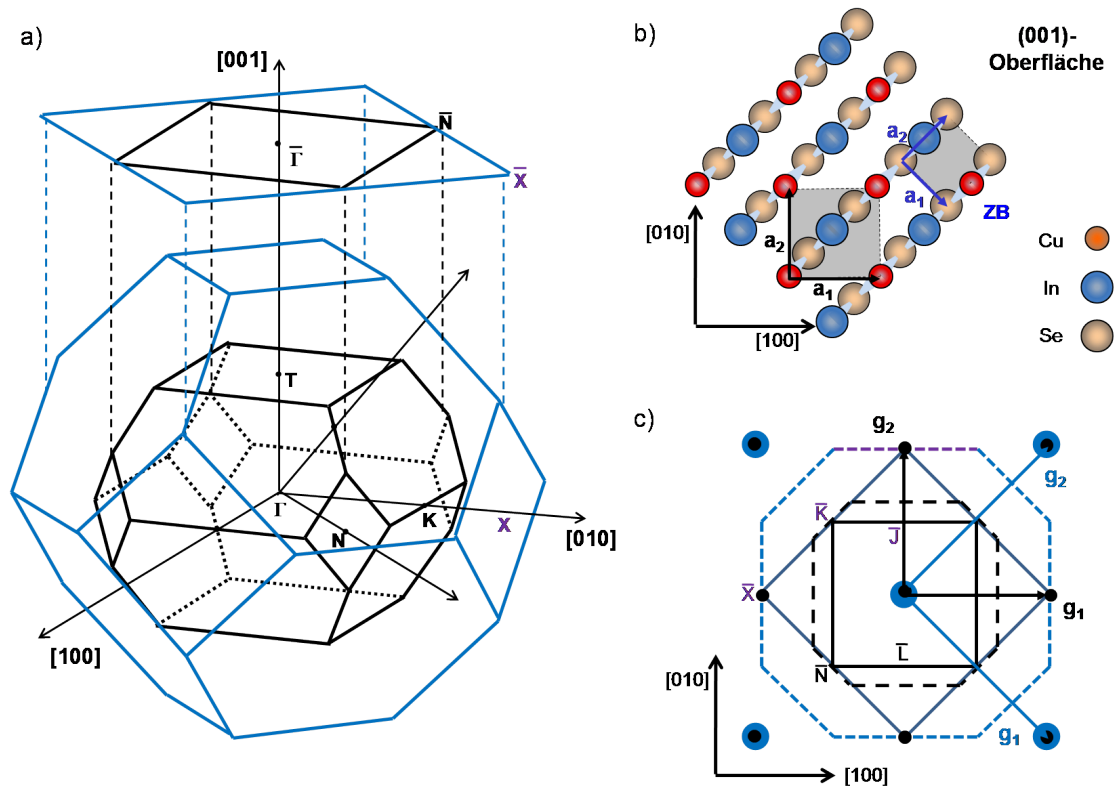 a)
[001]
N̅
Γ̅
X̅
T
Γ
K
X
N
[010]
[100]
b)
(001)-
Oberfläche
a₂
a₁
ZB
[010]
a₂
a₁
[100]
Cu
In
Se
c)
g₂
g₂
K̅
J̅
X̅
g₁
L̅
N̅
[010]
g₁
[100]